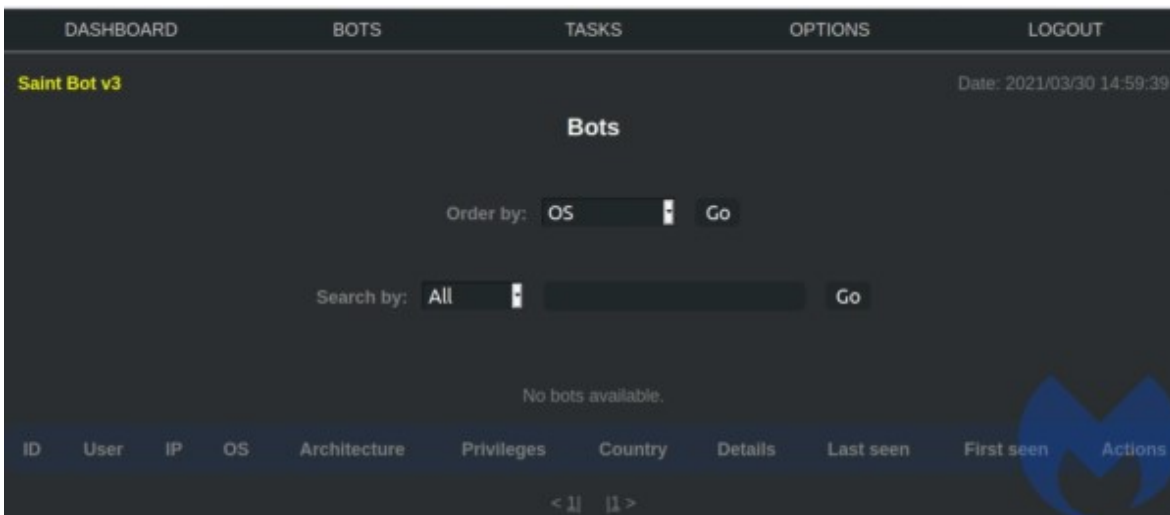 DASHBOARD BOTS TASKS OPTIONS LOGOUT
Saint Bot v3 Date: 2021/03/30 14:59:39
Bots
Order by: OS Go
Search by: All Go
No bots available.
ID User IP OS Architecture Privileges Country Details Last seen First seen Actions
< 1| |1 >